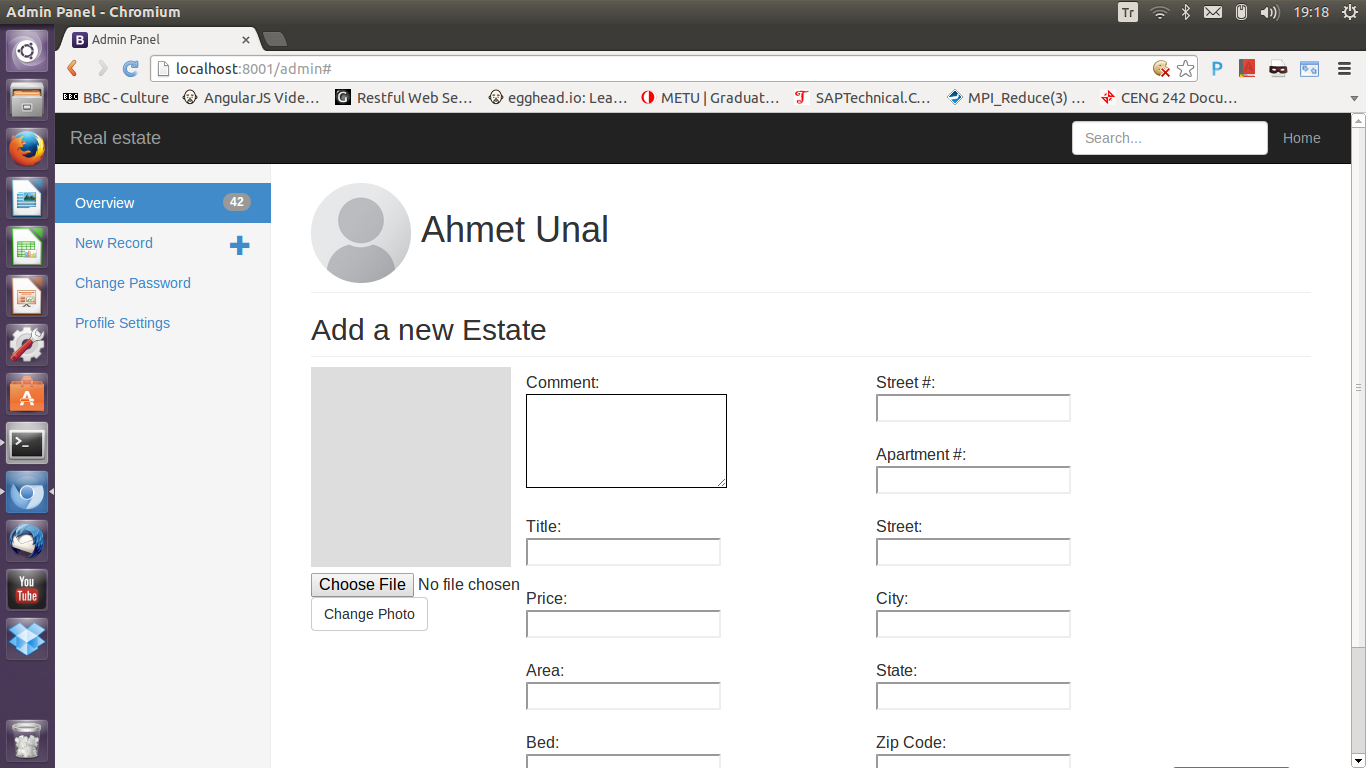 Admin Panel - Chromium
Tr
19:18
Admin Panel
localhost:8001/admin#
P
BBC BBC - Culture
AngularJS Vide...
G Restful Web Se...
egghead.io: Lea...
METU | Graduat...
SAPTechnical.C...
MPI_Reduce(3) ...
CENG 242 Docu...
Real estate
Search...
Home
Overview
42
New Record
Change Password
Profile Settings
Ahmet Unal
Add a new Estate
Choose File No file chosen
Change Photo
Comment:
Title:
Price:
Area:
Bed:
Street #:
Apartment #:
Street:
City:
State:
Zip Code:
You
Tube